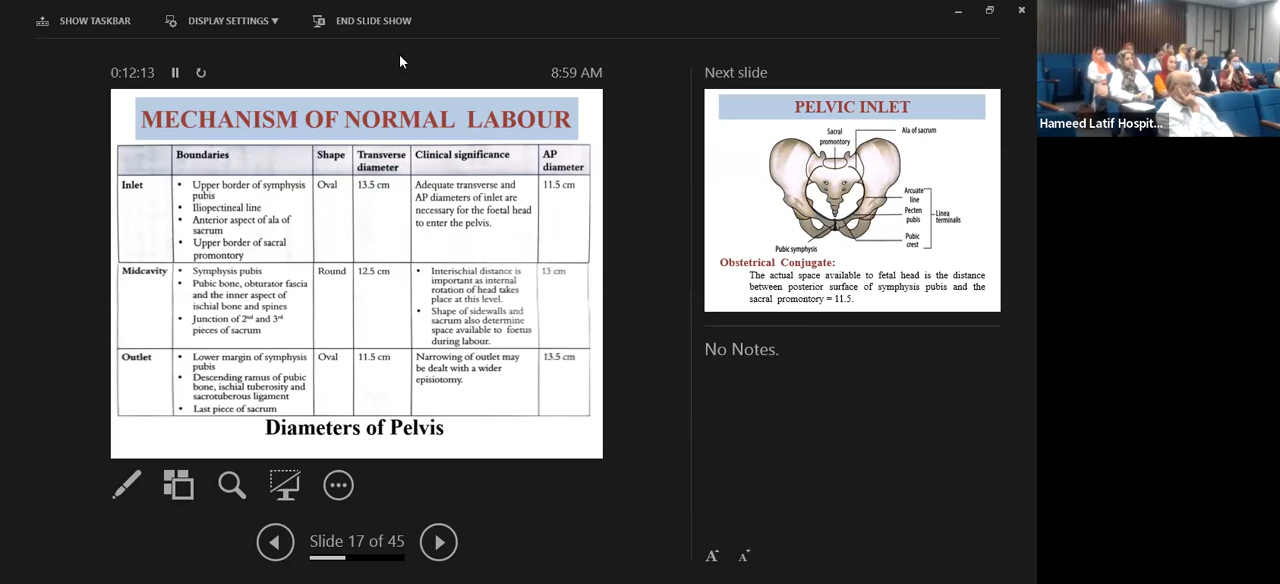 SHOW TASKBAR
DISPLAY SETTINGS ▼
END SLIDE SHOW
0:12:13
8:59 AM
MECHANISM OF NORMAL LABOUR
Boundaries
Shape
Transverse
diameter
Clinical significance
AP
diameter
Inlet
• Upper border of symphysis
pubis
• Iliopectineal line
• Anterior aspect of ala of
sacrum
• Upper border of sacral
promontory
Oval
13.5 cm
Adequate transverse and
AP diameters of inlet are
necessary for the foetal head
to enter the pelvis.
11.5 cm
Midcavity
• Symphysis pubis
• Pubic bone, obturator fascia
and the inner aspect of
ischial bone and spines
• Junction of 2nd and 3rd
pieces of sacrum
Round
12.5 cm
• Interischial distance is
important as internal
rotation of head takes
place at this level.
• Shape of sidewalls and
sacrum also determine
space available to foetus
during labour.
13 cm
Outlet
• Lower margin of symphysis
pubis
• Descending ramus of pubic
bone, ischial tuberosity and
sacrotuberous ligament
• Last piece of sacrum
Oval
11.5 cm
Narrowing of outlet may
be dealt with a wider
episiotomy.
13.5 cm
Diameters of Pelvis
Slide 17 of 45
Next slide
PELVIC INLET
Sacral
promontory
Ala of sacrum
Arcuate
line
Pecten
pubis
Linea
terminalis
Pubic
crest
Pubic symphysis
Obstetrical Conjugate:
The actual space available to fetal head is the distance
between posterior surface of symphysis pubis and the
sacral promontory = 11.5.
No Notes.
A A
Hameed Latif Hospit...